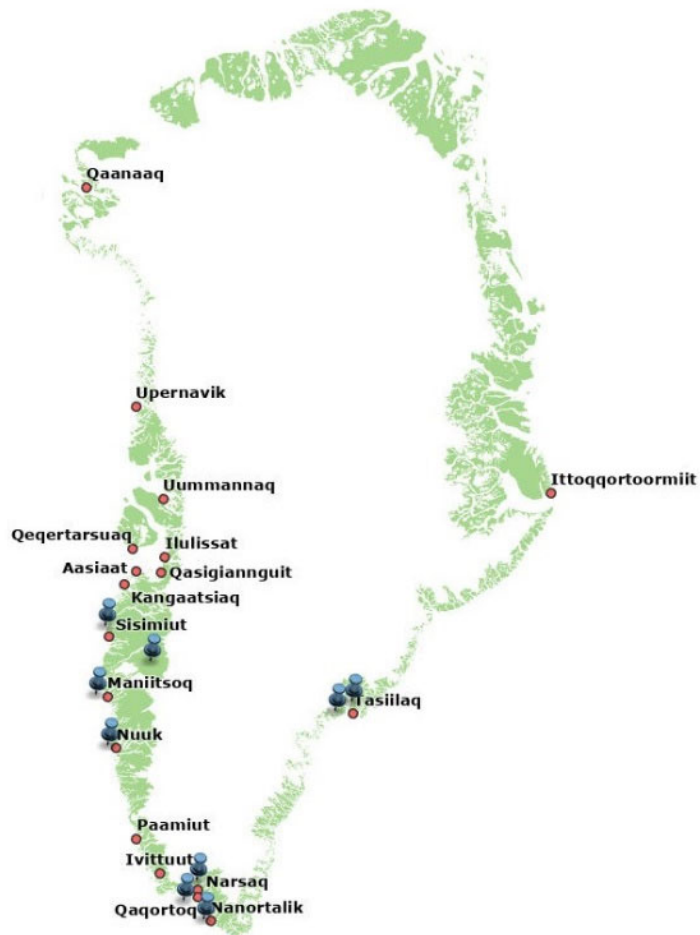 Qaanaaq
Upernavik
Uummannaq
Ittoqqortoormiit
Qeqertarsuaq
Ilulissat
Aasiaat
Qasigiannguit
Kangaatsiaq
Sisimiut
Maniitsoq
Tasiilaq
Nuuk
Paamiut
Ivittuut
Narsaq
Qaqortoq
Nanortalik